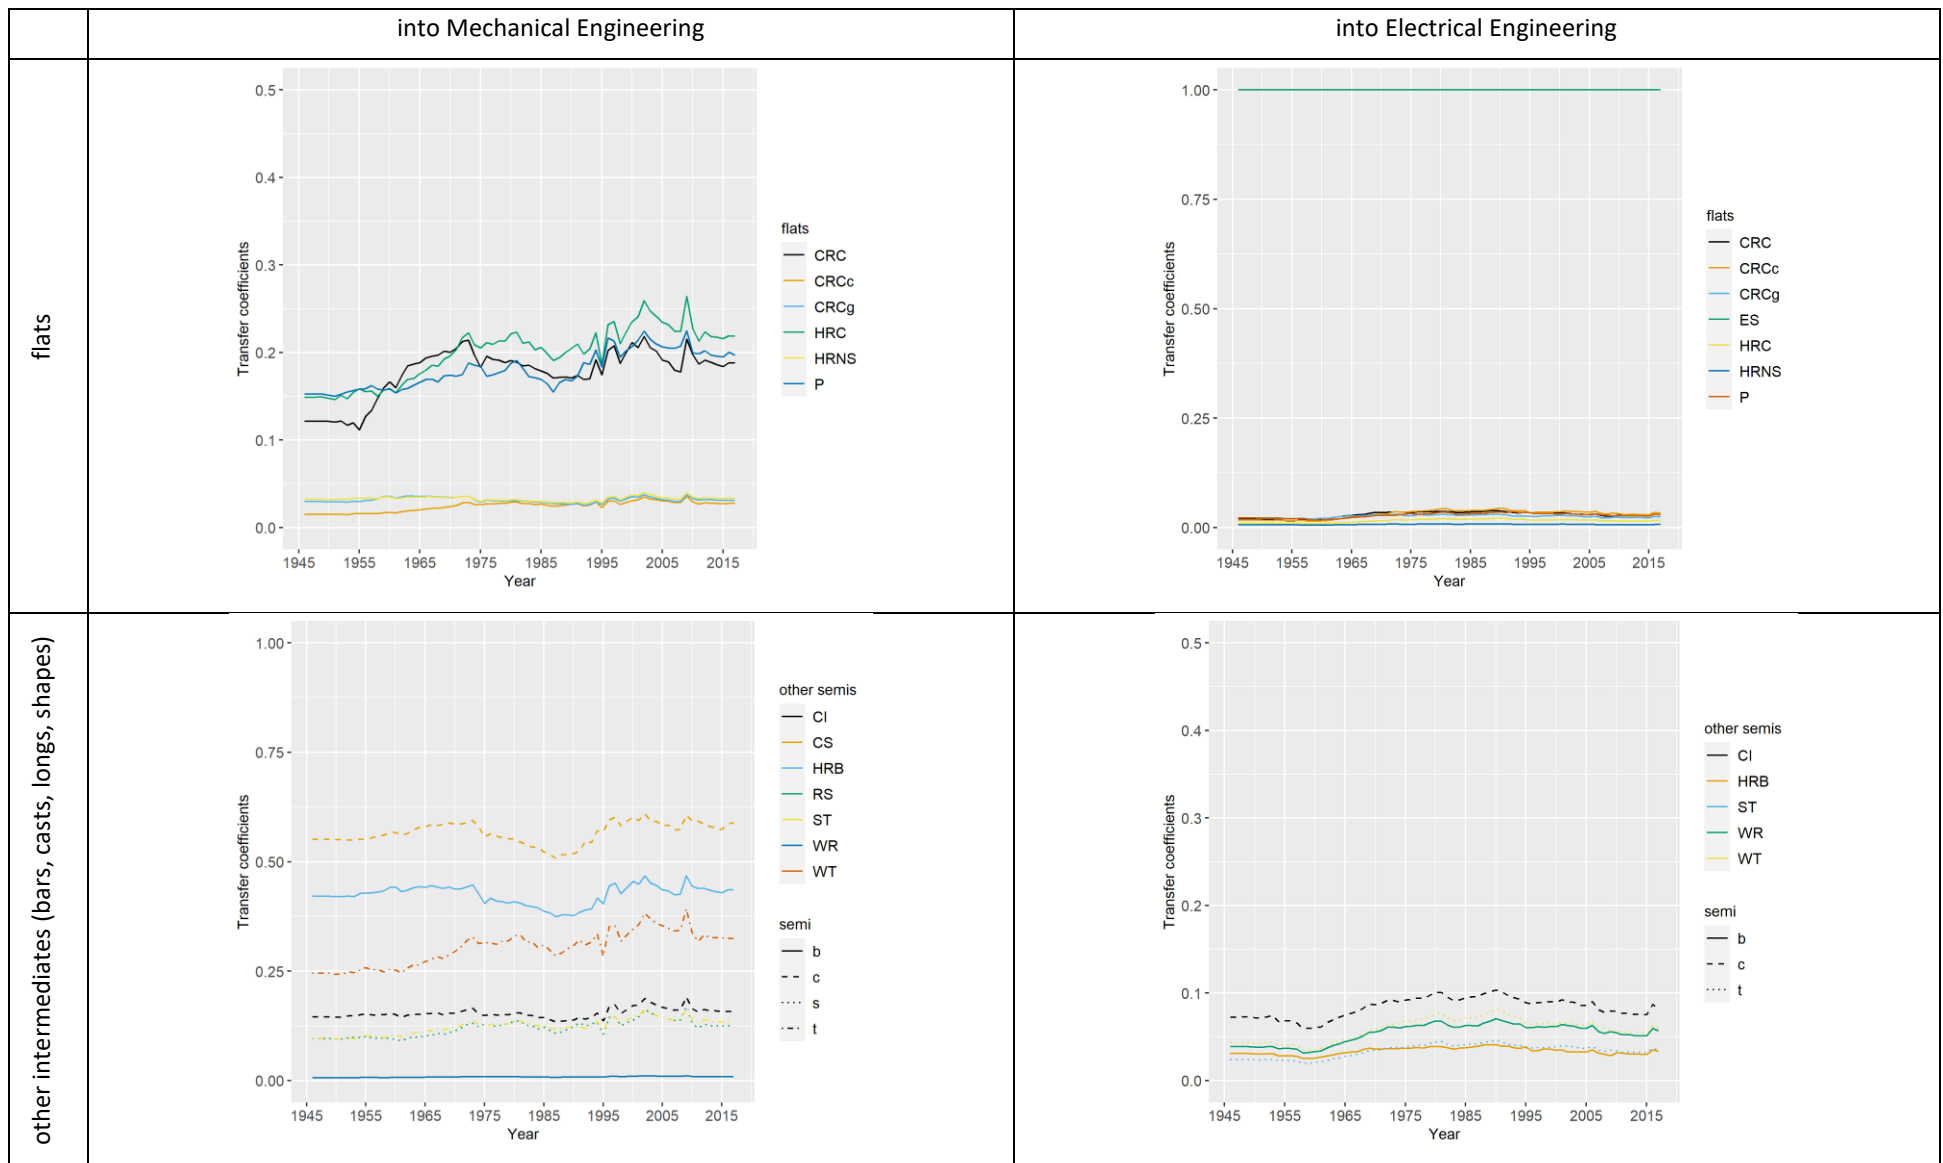 into Mechanical Engineering
into Electrical Engineering
flats
0.5
0.4
0.3
0.2
0.1
0.0
Transfer coefficients
1945 1955 1965 1975 1985 1995 2005 2015
Year
flats
CRC
CRCc
CRCg
HRC
HRNS
P
1.00
0.75
0.50
0.25
0.00
Transfer coefficients
1945 1955 1965 1975 1985 1995 2005 2015
Year
flats
CRC
CRCc
CRCg
ES
HRC
HRNS
P
other intermediates (bars, casts, longs, shapes)
1.00
0.75
0.50
0.25
0.00
Transfer coefficients
1945 1955 1965 1975 1985 1995 2005 2015
Year
other semis
CI
CS
HRB
RS
ST
WR
WT
semi
b
c
s
t
0.5
0.4
0.3
0.2
0.1
0.0
Transfer coefficients
1945 1955 1965 1975 1985 1995 2005 2015
Year
other semis
CI
HRB
ST
WR
WT
semi
b
c
t